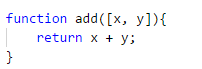 function add([x, y]){
    return x + y;
}